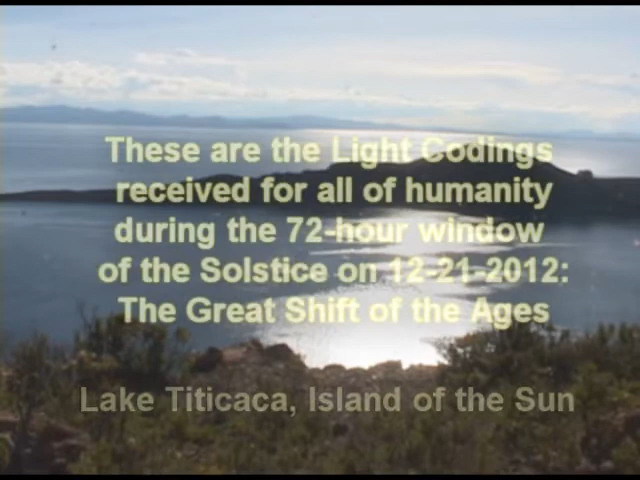 These are the Light Codings
received for all of humanity
during the 72-hour window
of the Solstice on 12-21-2012:
The Great Shift of the Ages
Lake Titicaca, Island of the Sun